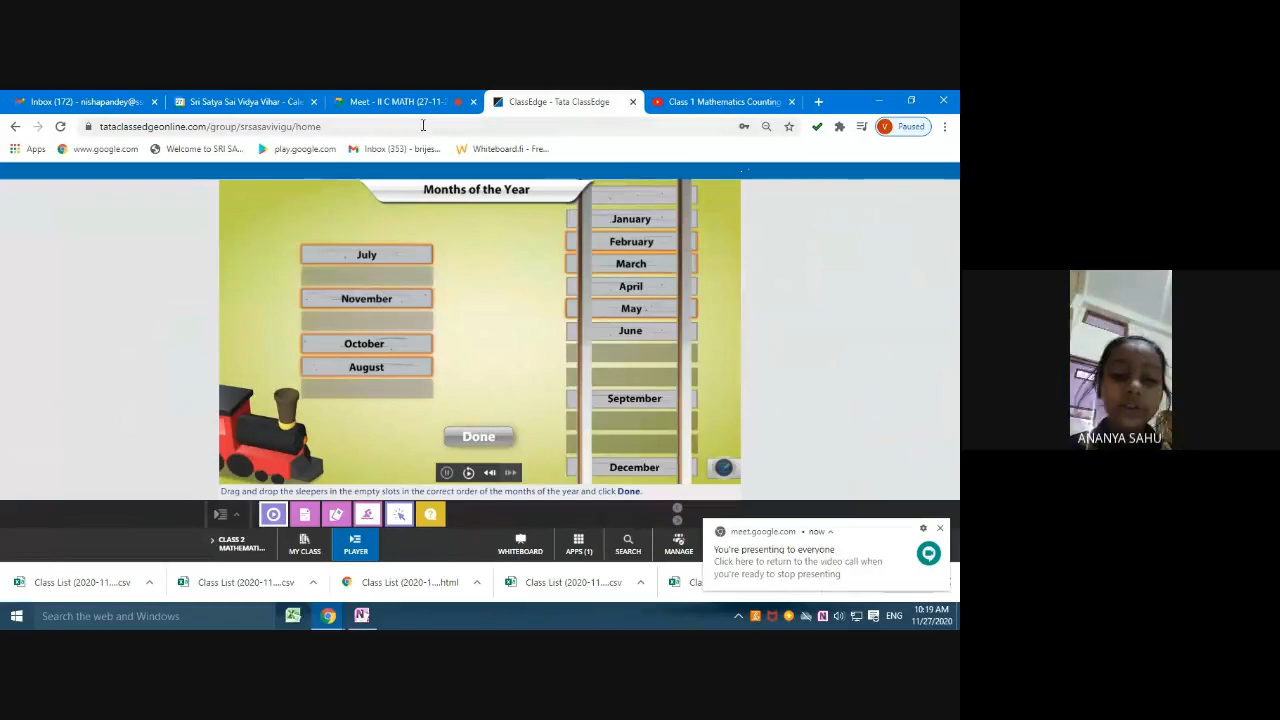 Inbox (172) - nishapandey@s
Sri Satya Sai Vidya Vihar - Cale
Meet - II C MATH (27-11-
ClassEdge - Tata ClassEdge
Class 1 Mathematics Counting
tataclassedgeonline.com/group/srsasavivigu/home
V Paused
Apps
www.google.com
Welcome to SRI SA...
play.google.com
Inbox (353) - brijes...
Whiteboard.fi - Fre...
Months of the Year
January
February
March
April
May
June
September
December
July
November
October
August
Done
Drag and drop the sleepers in the empty slots in the correct order of the months of the year and click Done.
CLASS 2
MATHEMATI...
MY CLASS
PLAYER
WHITEBOARD
APPS (1)
SEARCH
MANAGE
meet.google.com • now
You're presenting to everyone
Click here to return to the video call when
you're ready to stop presenting
Class List (2020-11....csv
Class List (2020-11....csv
Class List (2020-1....html
Class List (2020-11....csv
Cla
Search the web and Windows
ENG
10:19 AM
11/27/2020
ANANYA SAHU